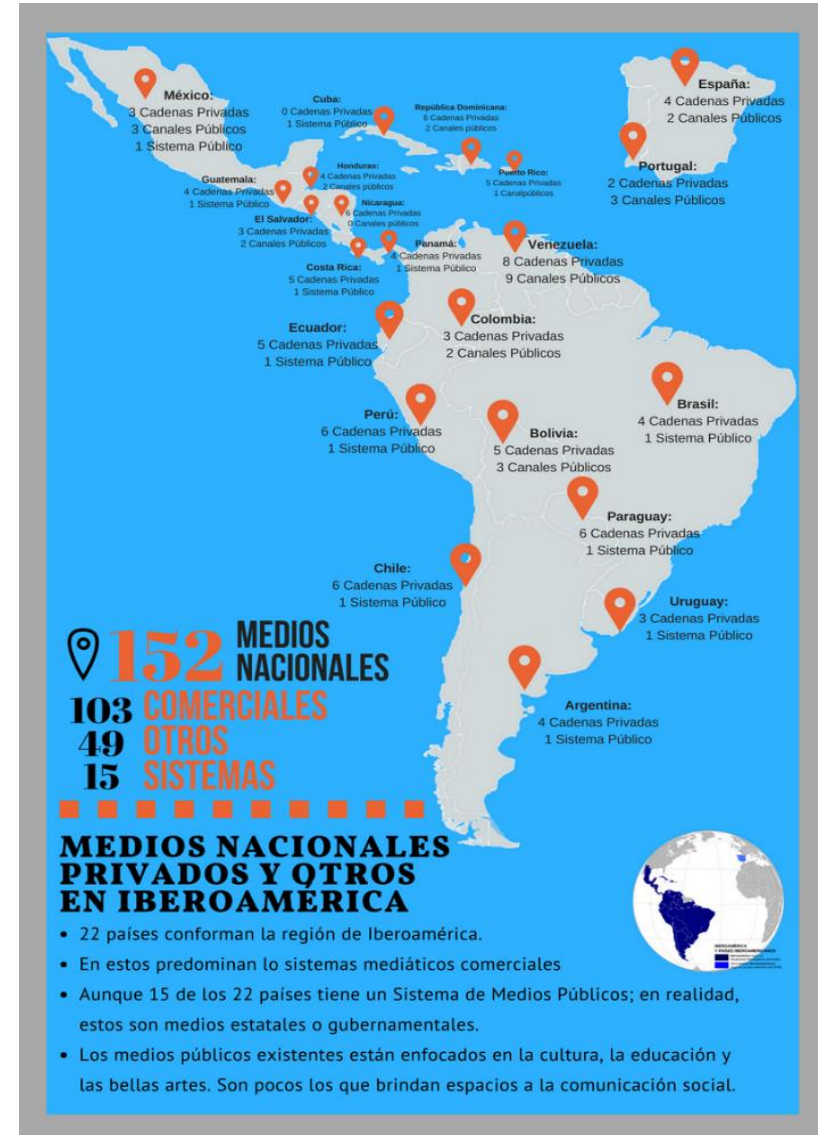 México:
3 Cadenas Privadas
3 Canales Públicos
1 Sistema Público
Cuba:
0 Cadenas Privadas
1 Sistema Público
República Dominicana:
6 Cadenas Privadas
2 Canales públicos
España:
4 Cadenas Privadas
2 Canales Públicos
Portugal:
2 Cadenas Privadas
3 Canales Públicos
Guatemala:
4 Cadenas Privadas
1 Sistema Público
Honduras:
4 Cadenas Privadas
2 Canales públicos
Puerto Rico:
5 Cadenas Privadas
1 Canalpúblicos
El Salvador:
3 Cadenas Privadas
2 Canales Públicos
Nicaragua:
6 Cadenas Privadas
0 Canales públicos
Costa Rica:
5 Cadenas Privadas
1 Sistema Público
Panamá:
4 Cadenas Privadas
1 Sistema Público
Venezuela:
8 Cadenas Privadas
9 Canales Públicos
Ecuador:
5 Cadenas Privadas
1 Sistema Público
Colombia:
3 Cadenas Privadas
2 Canales Públicos
Perú:
6 Cadenas Privadas
1 Sistema Público
Bolivia:
5 Cadenas Privadas
3 Canales Públicos
Brasil:
4 Cadenas Privadas
1 Sistema Público
Paraguay:
6 Cadenas Privadas
1 Sistema Público
Chile:
6 Cadenas Privadas
1 Sistema Público
Uruguay:
3 Cadenas Privadas
1 Sistema Público
Argentina:
4 Cadenas Privadas
1 Sistema Público
152 MEDIOS
NACIONALES
103 COMERCIALES
49 OTROS
15 SISTEMAS
MEDIOS NACIONALES
PRIVADOS Y OTROS
EN IBEROAMÉRICA
• 22 países conforman la región de Iberoamérica.
• En estos predominan lo sistemas mediáticos comerciales
• Aunque 15 de los 22 países tiene un Sistema de Medios Públicos; en realidad,
estos son medios estatales o gubernamentales.
• Los medios públicos existentes están enfocados en la cultura, la educación y
las bellas artes. Son pocos los que brindan espacios a la comunicación social.
IBEROAMÉRICA
Y PAÍSES IBEROAMERICANOS